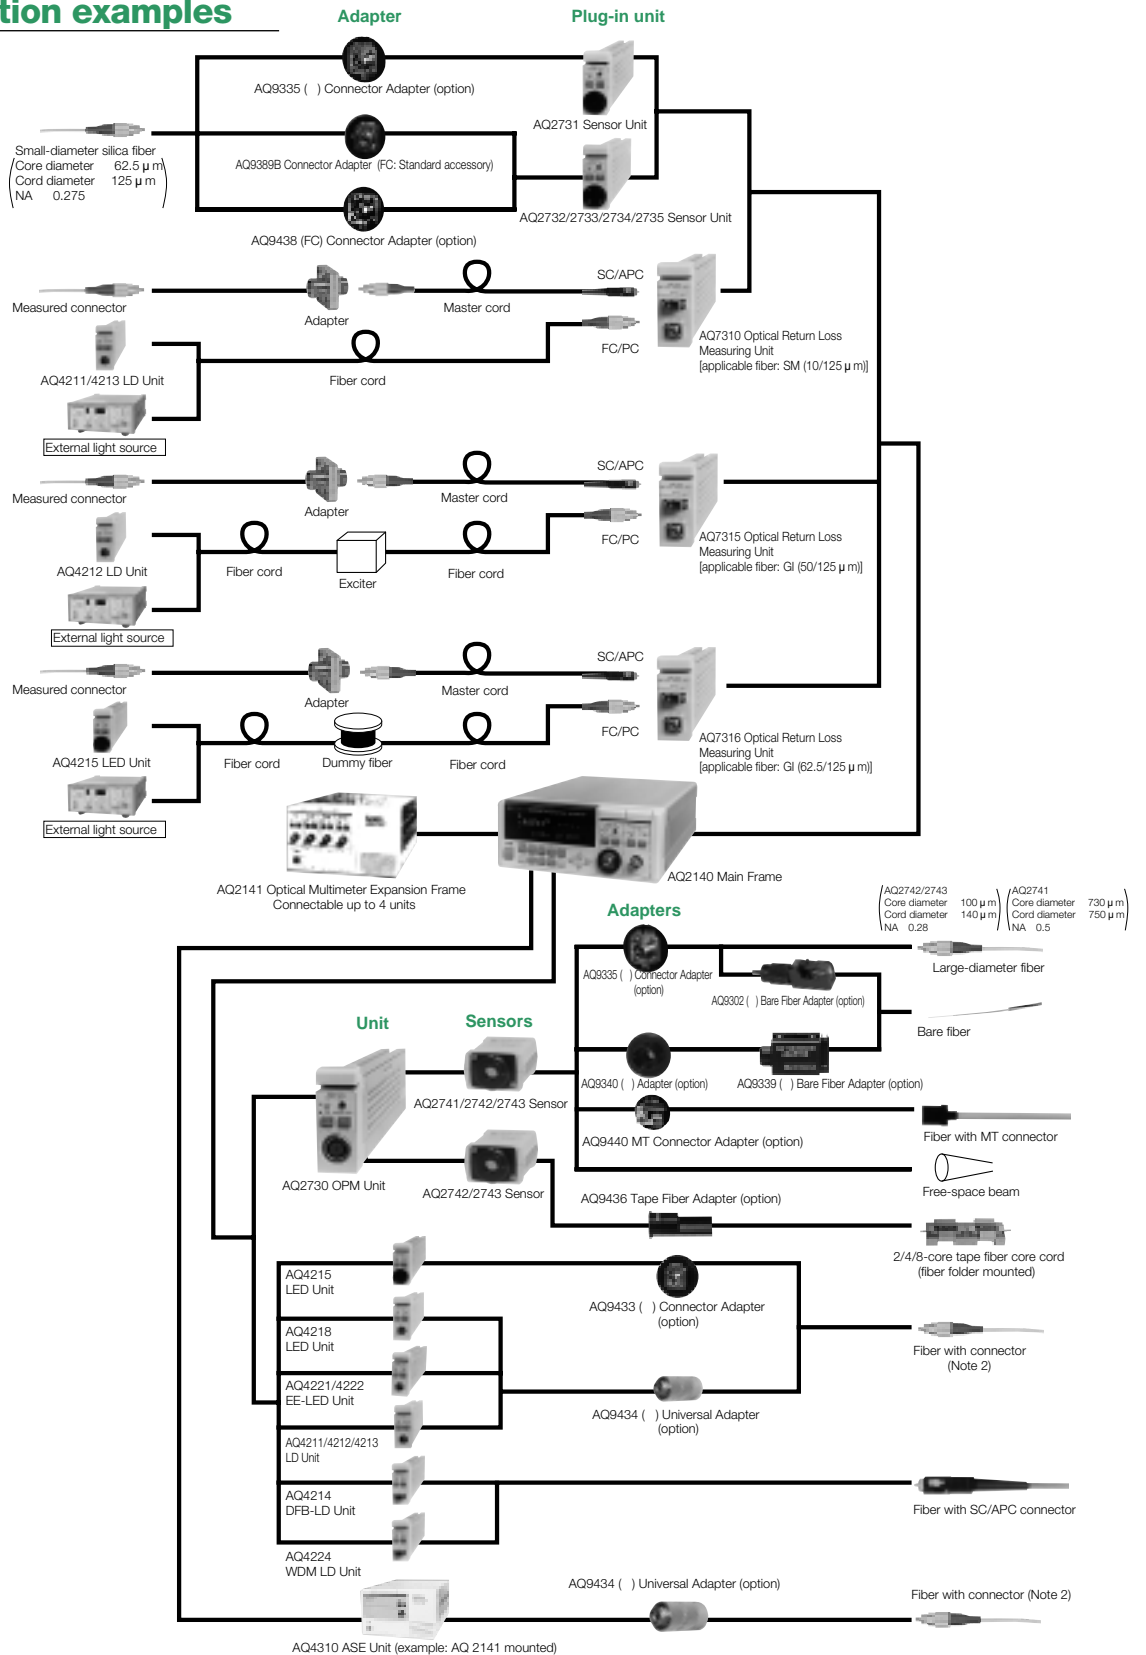 tion examples
Adapter
Plug-in unit
AQ9335 ( ) Connector Adapter (option)
AQ2731 Sensor Unit
Small-diameter silica fiber
Core diameter 62.5 μm
Cord diameter 125 μm
NA 0.275
AQ9389B Connector Adapter (FC: Standard accessory)
AQ2732/2733/2734/2735 Sensor Unit
AQ9438 (FC) Connector Adapter (option)
SC/APC
Measured connector
Adapter
Master cord
FC/PC
AQ7310 Optical Return Loss
Measuring Unit
[applicable fiber: SM (10/125 μm)]
AQ4211/4213 LD Unit
Fiber cord
External light source
SC/APC
Measured connector
Adapter
Master cord
FC/PC
AQ7315 Optical Return Loss
Measuring Unit
[applicable fiber: GI (50/125 μm)]
AQ4212 LD Unit
Fiber cord
Exciter
Fiber cord
External light source
SC/APC
Measured connector
Adapter
Master cord
FC/PC
AQ7316 Optical Return Loss
Measuring Unit
[applicable fiber: GI (62.5/125 μm)]
AQ4215 LED Unit
Fiber cord
Dummy fiber
Fiber cord
External light source
AQ2141 Optical Multimeter Expansion Frame
Connectable up to 4 units
AQ2140 Main Frame
AQ2742/2743
Core diameter 100 μm
Cord diameter 140 μm
NA 0.28
AQ2741
Core diameter 730 μm
Cord diameter 750 μm
NA 0.5
Adapters
AQ9335 ( ) Connector Adapter
(option)
Large-diameter fiber
AQ9302 ( ) Bare Fiber Adapter (option)
Bare fiber
Unit
Sensors
AQ9340 ( ) Adapter (option)
AQ9339 ( ) Bare Fiber Adapter (option)
AQ2741/2742/2743 Sensor
AQ9440 MT Connector Adapter (option)
Fiber with MT connector
AQ2730 OPM Unit
AQ2742/2743 Sensor
Free-space beam
AQ9436 Tape Fiber Adapter (option)
2/4/8-core tape fiber core cord
(fiber folder mounted)
AQ4215
LED Unit
AQ9433 ( ) Connector Adapter
(option)
AQ4218
LED Unit
Fiber with connector
(Note 2)
AQ4221/4222
EE-LED Unit
AQ9434 ( ) Universal Adapter
(option)
AQ4211/4212/4213
LD Unit
AQ4214
DFB-LD Unit
Fiber with SC/APC connector
AQ4224
WDM LD Unit
AQ9434 ( ) Universal Adapter (option)
Fiber with connector (Note 2)
AQ4310 ASE Unit (example: AQ 2141 mounted)